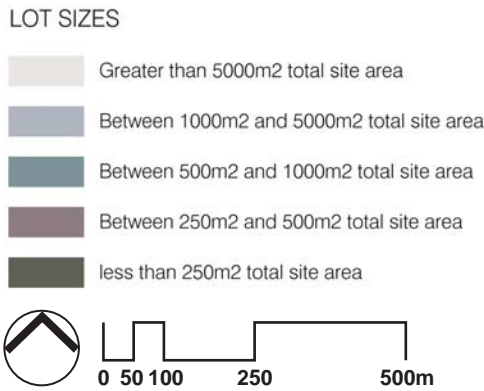 LOT SIZES
Greater than 5000m2 total site area
Between 1000m2 and 5000m2 total site area
Between 500m2 and 1000m2 total site area
Between 250m2 and 500m2 total site area
less than 250m2 total site area
0 50 100 250 500m